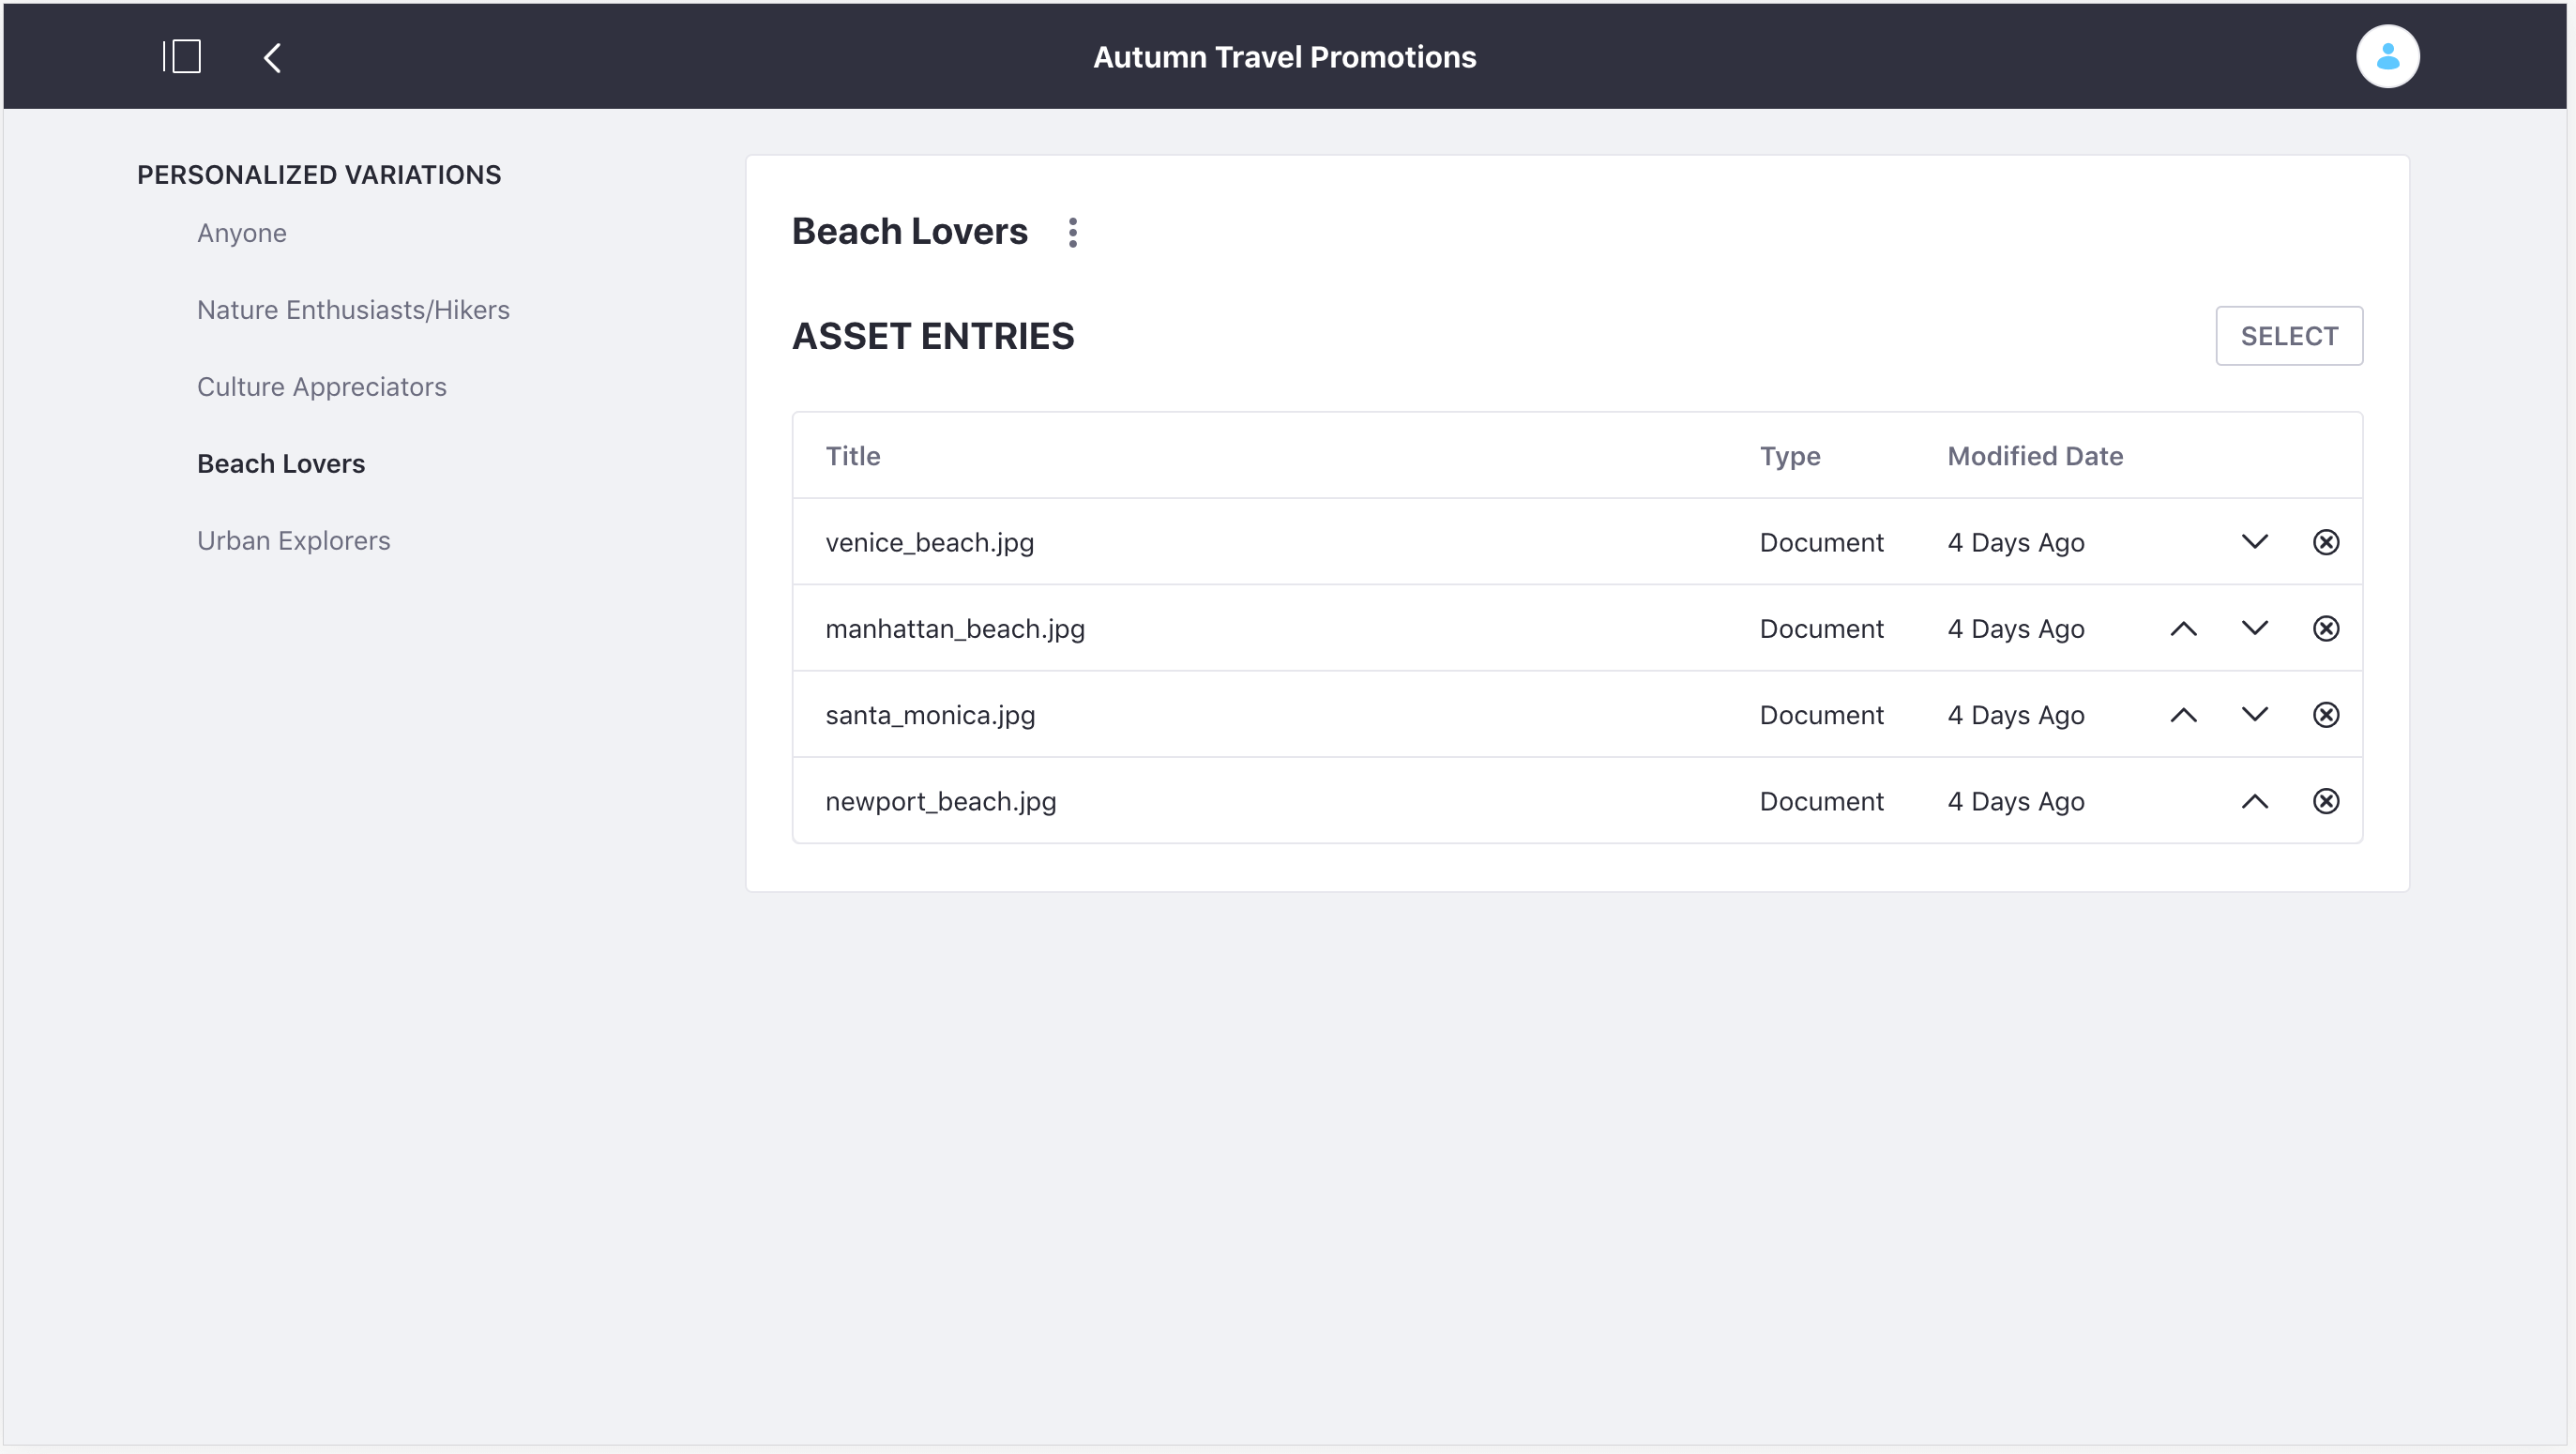 Autumn Travel Promotions
PERSONALIZED VARIATIONS
Anyone
Nature Enthusiasts/Hikers
Culture Appreciators
Beach Lovers
Urban Explorers
Beach Lovers
ASSET ENTRIES
SELECT
Title Type Modified Date
venice_beach.jpg Document 4 Days Ago
manhattan_beach.jpg Document 4 Days Ago
santa_monica.jpg Document 4 Days Ago
newport_beach.jpg Document 4 Days Ago